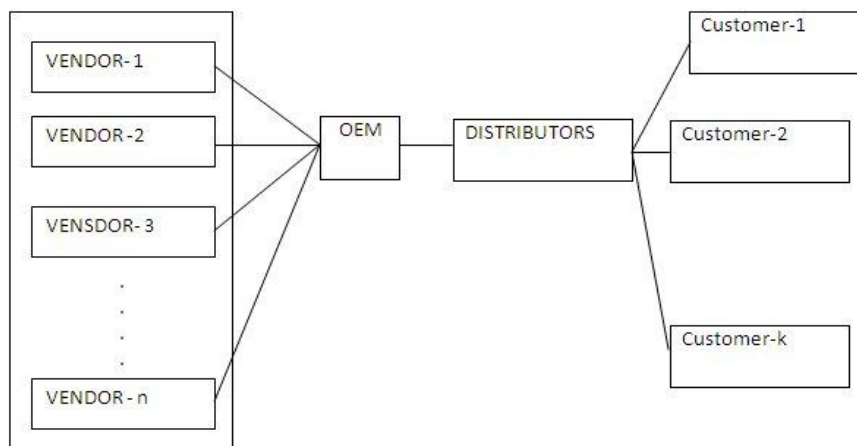 VENDOR- 1
VENDOR -2
VENSDOR- 3
VENDOR - n
OEM
DISTRIBUTORS
Customer-1
Customer-2
Customer-k